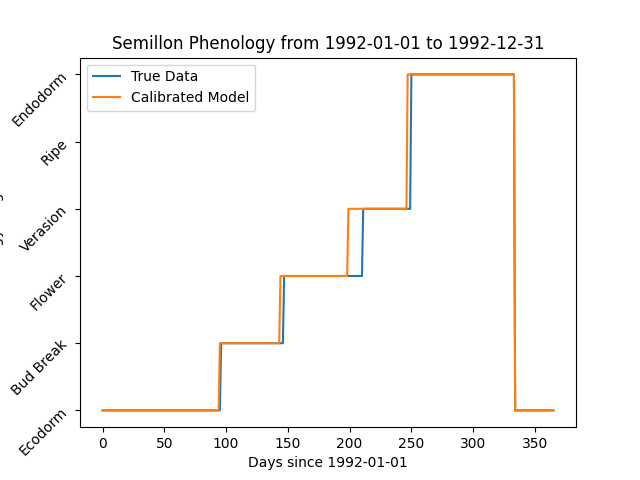 Semillon Phenology from 1992-01-01 to 1992-12-31
True Data
Calibrated Model
Endodorm
Ripe
Verasion
Flower
Bud Break
Ecodorm
0 50 100 150 200 250 300 350
Days since 1992-01-01